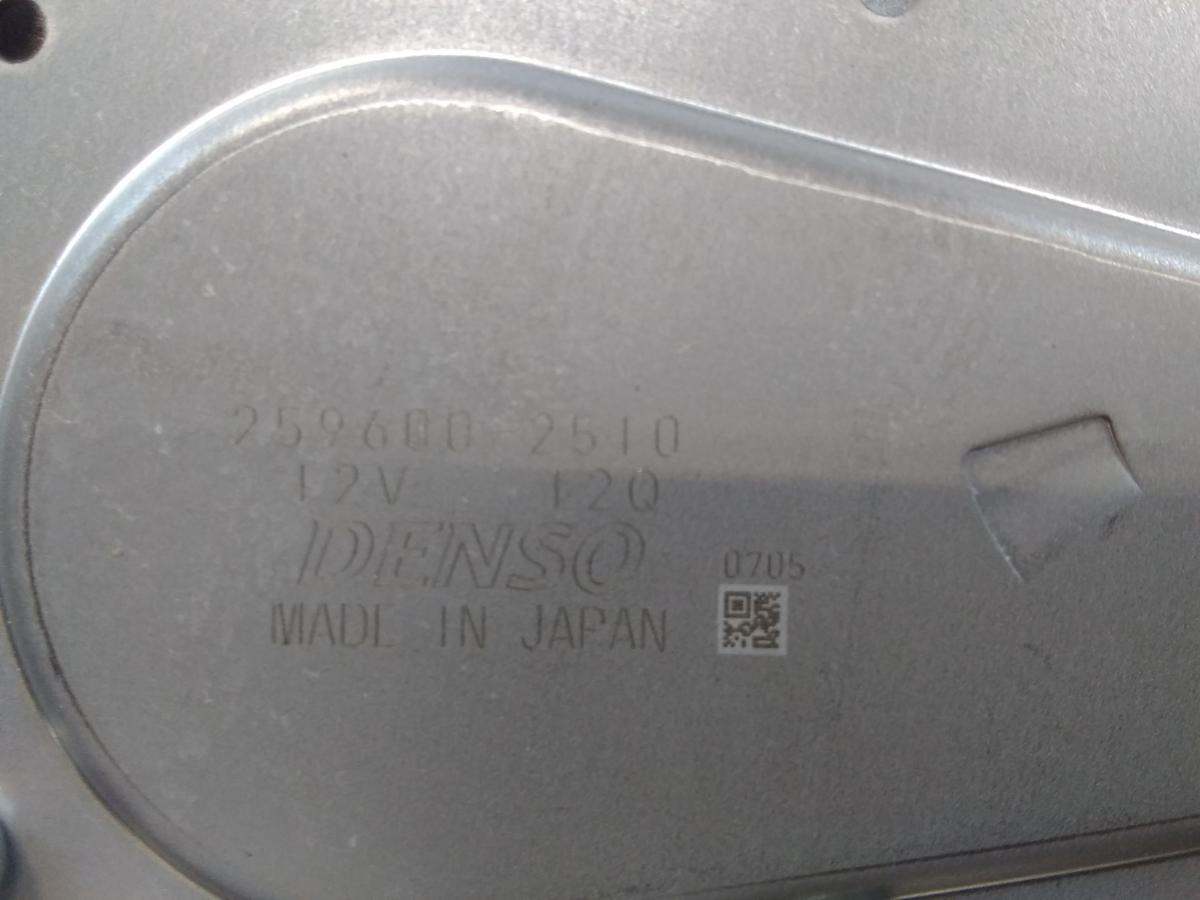 259600-2510
12V 12Q
DENSO
0705
MADE IN JAPAN